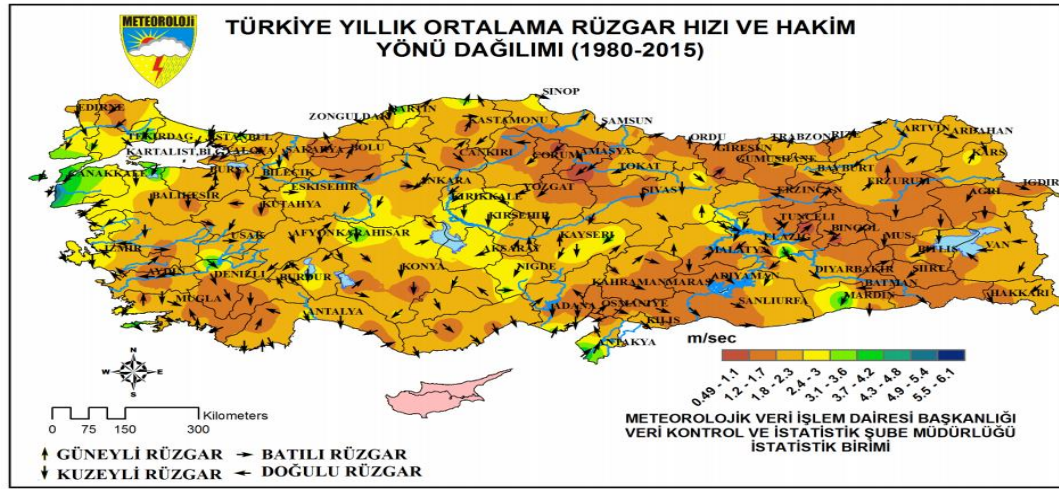 METEOROLOJİ
TÜRKİYE YILLIK ORTALAMA RÜZGAR HIZI VE HAKİM
YÖNÜ DAĞILIMI (1980-2015)
SINOP
EDIRNE
BARTIN
ZONGULDAK
KASTAMONU
SAMSUN
TEKIRDAG
ISTANBUL
ORDU
TRABZON
RIZE
ARTVIN
ARDAHAN
KARTALIST,BL
YALOVA
SAKARYA
BOLU
CANKIRI
CORUM
AMASYA
GIRESUN
GUMUSHANE
KARS
CANAKKALE
BURSA
BILECIK
TOKAT
BAYBURT
ESKISEHIR
ANKARA
YOZGAT
SIVAS
ERZINCAN
ERZURUM
IGDIR
AGRI
BALIKESIR
KUTAHYA
KIRIKKALE
KIRSEHIR
TUNCELI
BINGOL
MUS
IZMIR
USAK
AFYONKARAHISAR
AKSARAY
KAYSERI
MALATYA
ELAZIG
BITLIS
VAN
AYDIN
DENIZLI
BURDUR
KONYA
NIGDE
KAHRAMANMARAS
ADIYAMAN
DIYARBAKIR
BATMAN
SIIRT
HAKKARI
MUGLA
ANTALYA
ADANA
OSMANIYE
KILIS
SANLIURFA
MARDIN
ANTAKYA
m/sec
0.49 - 1.1
1.2 - 1.7
1.8 - 2.3
2.4 - 3
3.1 - 3.6
3.7 - 4.2
4.3 - 4.8
4.9 - 5.4
5.5 - 6.1
N
W
E
S
Kilometers
0 75 150 300
METEOROLOJİK VERİ İŞLEM DAİRESİ BAŞKANLIĞI
VERİ KONTROL VE İSTATİSTİK ŞUBE MÜDÜRLÜĞÜ
İSTATİSTİK BİRİMİ
GÜNEYLİ RÜZGAR
BATILI RÜZGAR
KUZEYLİ RÜZGAR
DOĞULU RÜZGAR